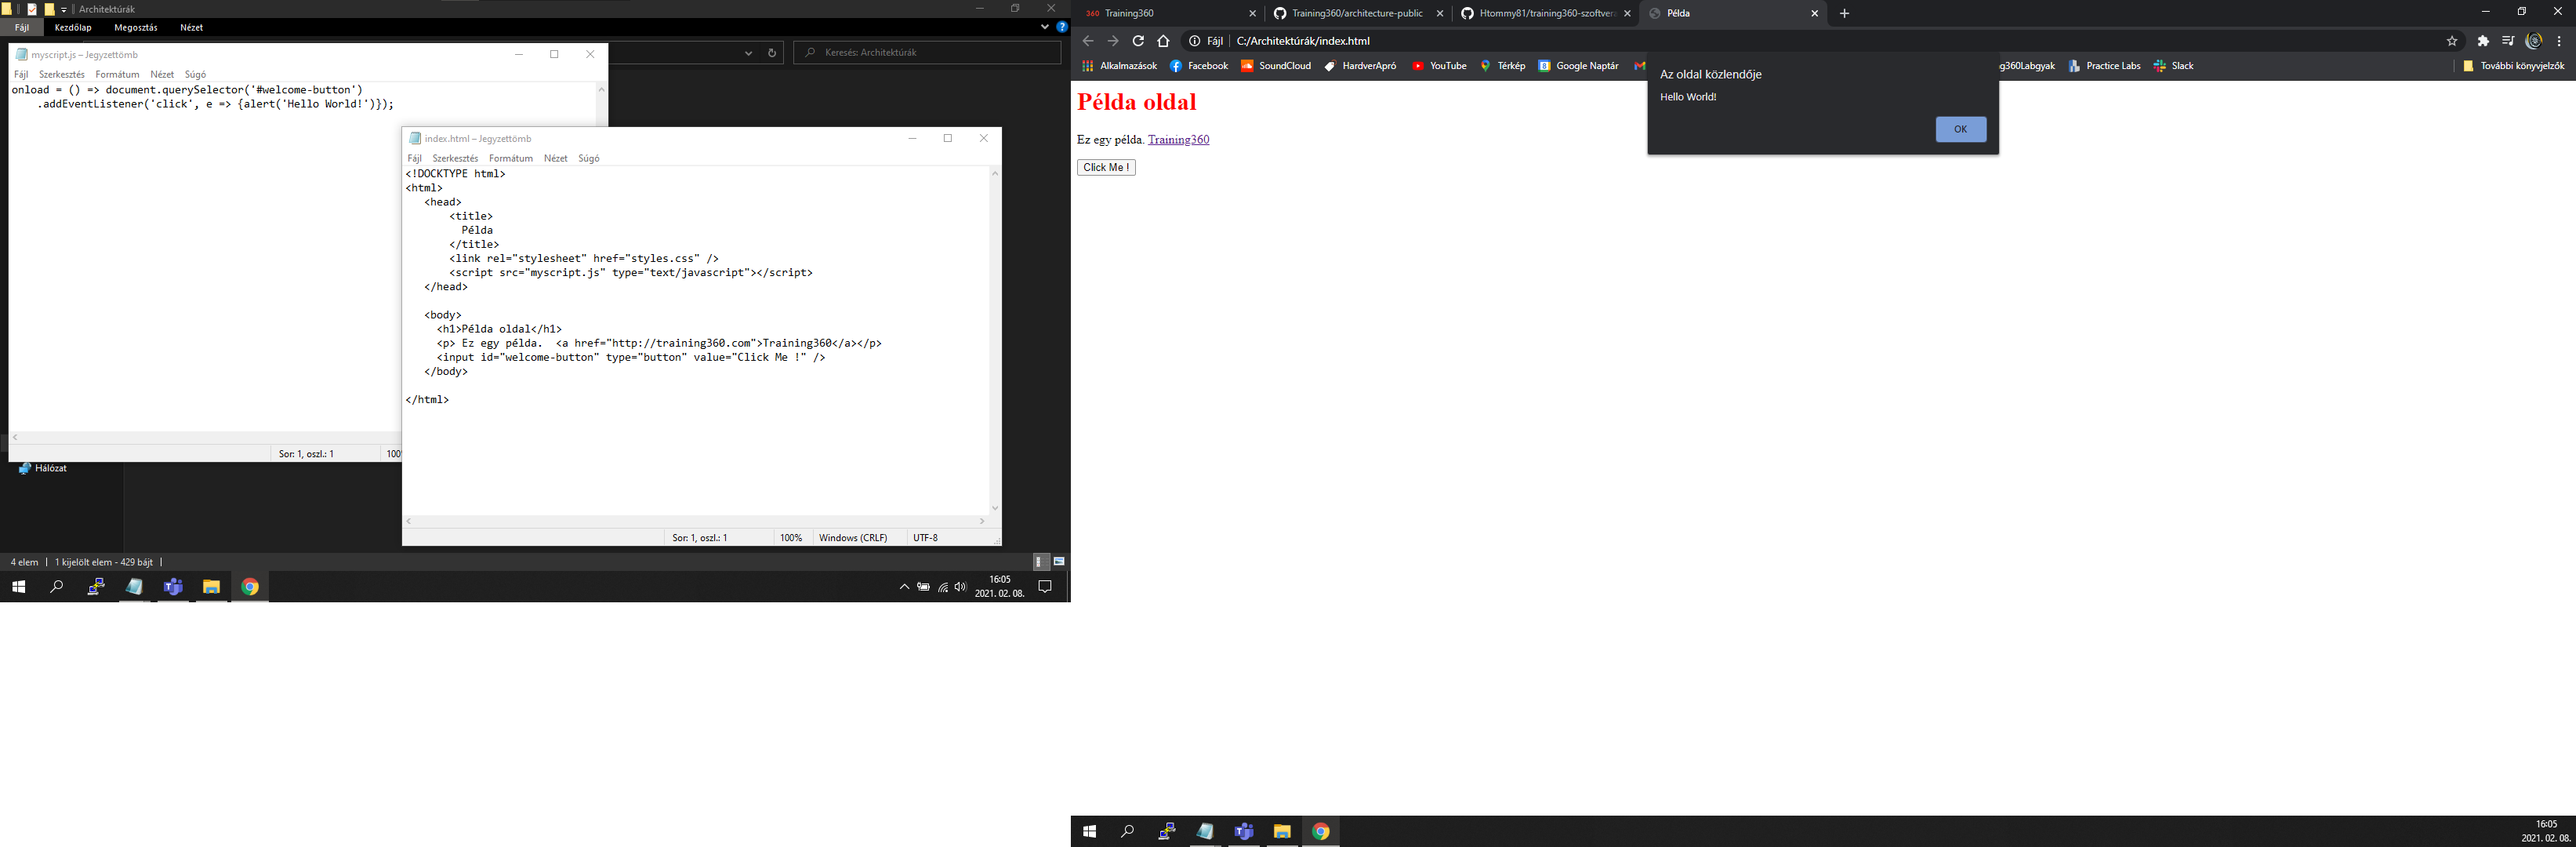 Architektúrák
Fájl Kezdőlap Megosztás Nézet
Keresés: Architektúrák
myscript.js – Jegyzettömb
Fájl Szerkesztés Formátum Nézet Súgó
onload = () => document.querySelector('#welcome-button')
    .addEventListener('click', e => {alert('Hello World!')});
Sor: 1, oszl.: 1
Hálózat
index.html – Jegyzettömb
Fájl Szerkesztés Formátum Nézet Súgó
<!DOCKTYPE html>
<html>
   <head>
       <title>
         Példa
       </title>
       <link rel="stylesheet" href="styles.css" />
       <script src="myscript.js" type="text/javascript"></script>
   </head>
   <body>
     <h1>Példa oldal</h1>
     <p> Ez egy példa.  <a href="http://training360.com">Training360</a></p>
     <input id="welcome-button" type="button" value="Click Me !" />
   </body>
</html>
Sor: 1, oszl.: 1 100% Windows (CRLF) UTF-8
4 elem 1 kijelölt elem - 429 bájt
16:05
2021. 02. 08.
360 Training360 Training360/architecture-public Htommy81/training360-szoftver Példa
Fájl C:/Architektúrák/index.html
Alkalmazások Facebook SoundCloud HardverApró YouTube Térkép Google Naptár g360Labgyak Practice Labs Slack További könyvjelzők
Az oldal közlendője
Hello World!
OK
Példa oldal
Ez egy példa. Training360
Click Me !
16:05
2021. 02. 08.